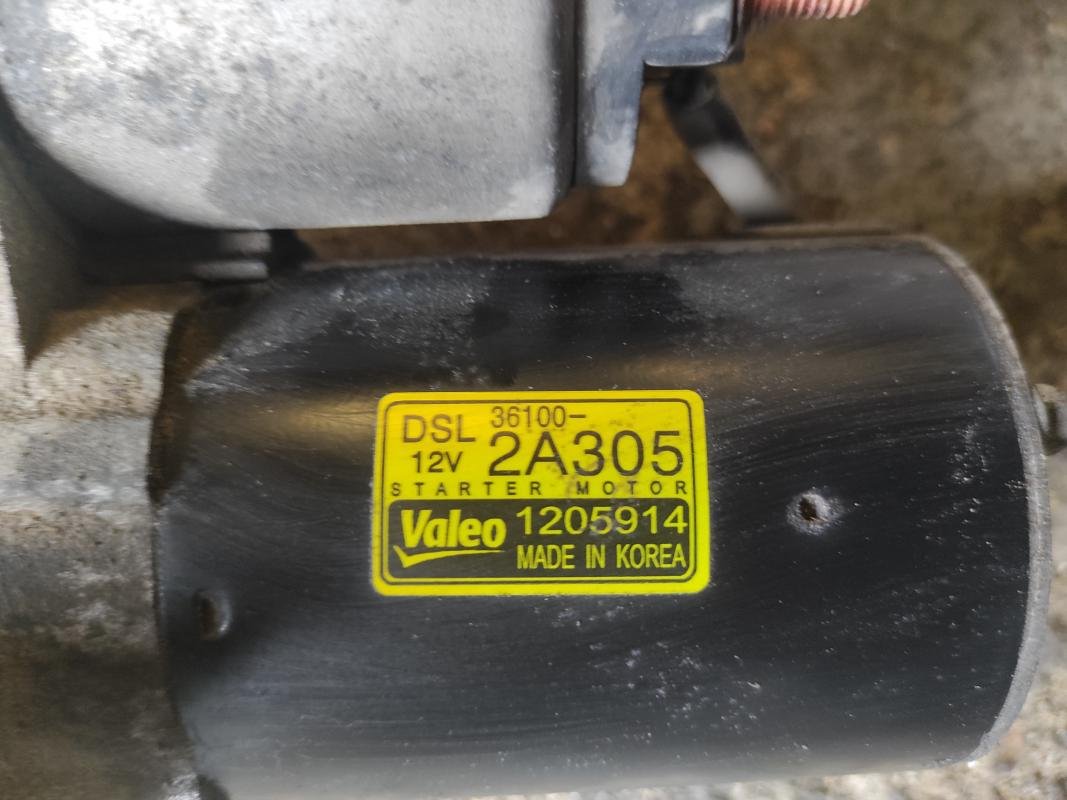 DSL 36100-
12V 2A305
STARTER MOTOR
Valeo 1205914
MADE IN KOREA